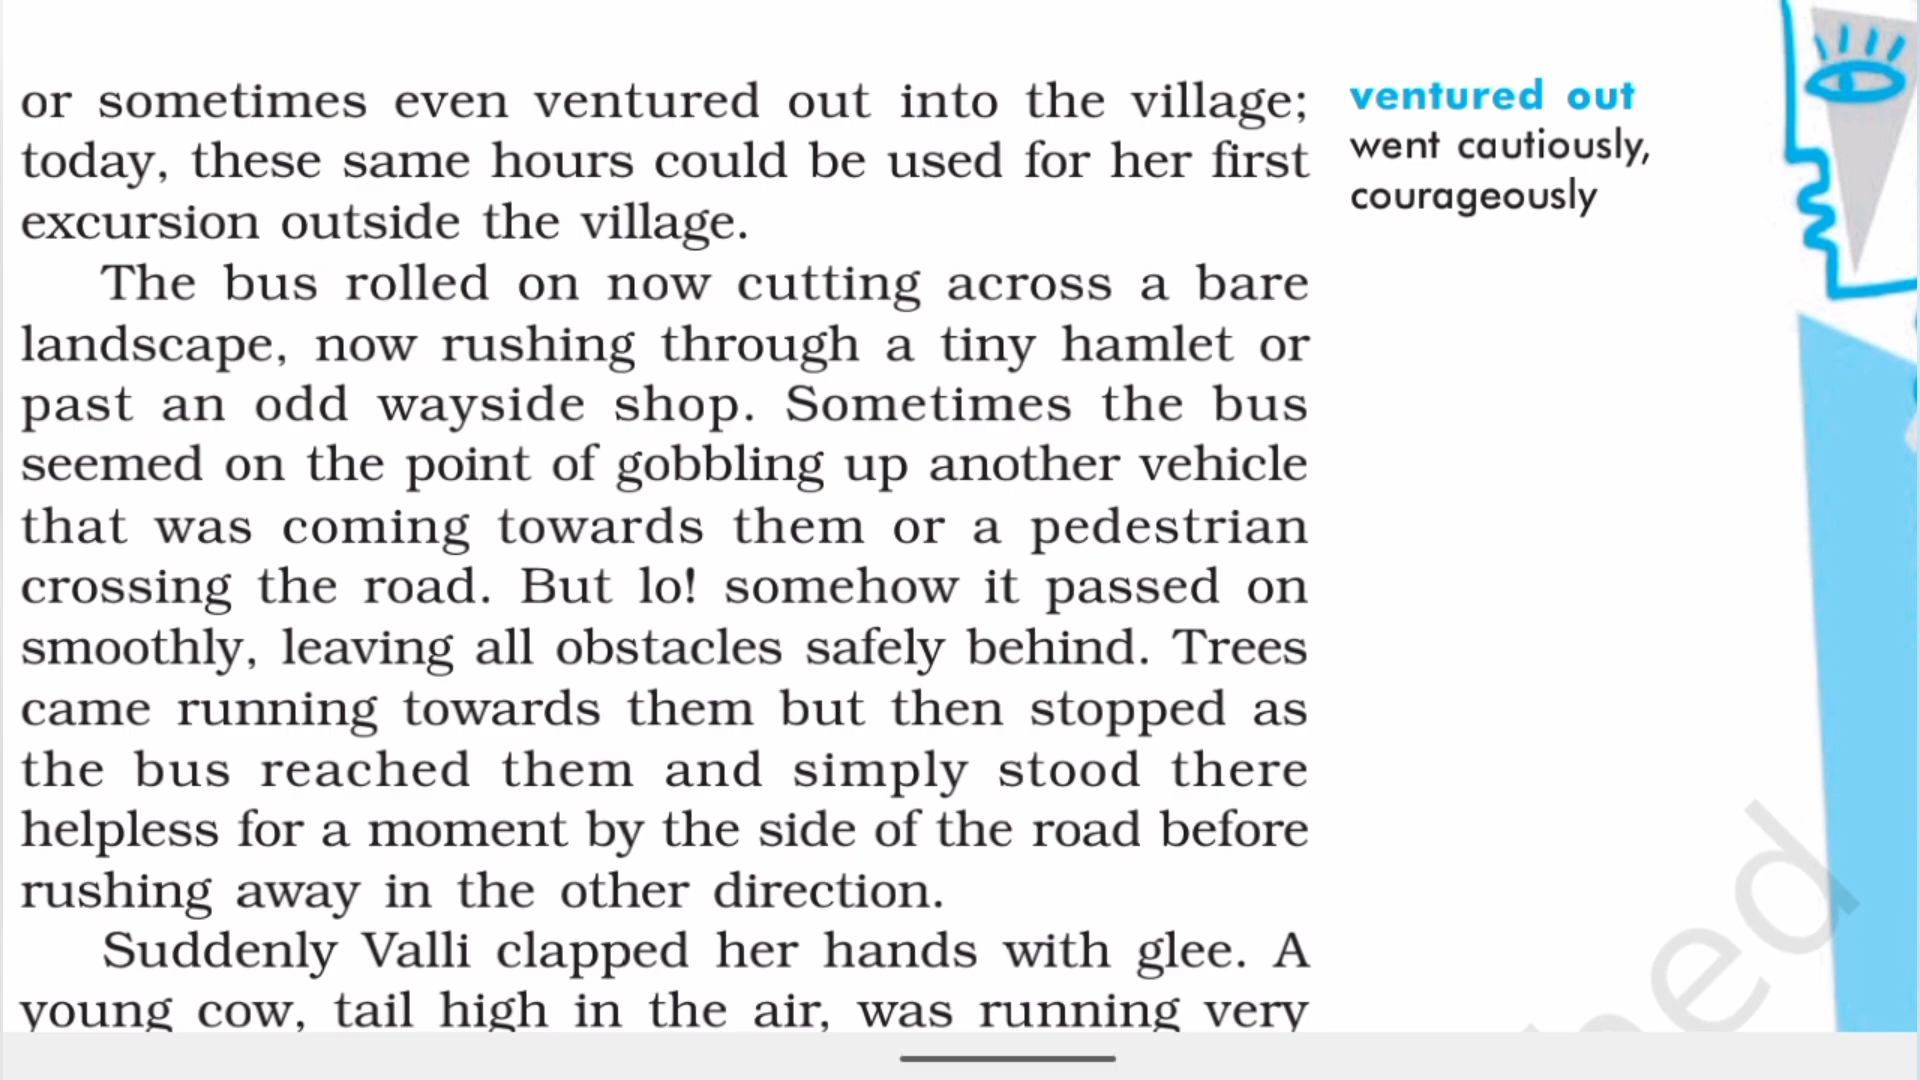 or sometimes even ventured out into the village;
today, these same hours could be used for her first
excursion outside the village.
The bus rolled on now cutting across a bare
landscape, now rushing through a tiny hamlet or
past an odd wayside shop. Sometimes the bus
seemed on the point of gobbling up another vehicle
that was coming towards them or a pedestrian
crossing the road. But lo! somehow it passed on
smoothly, leaving all obstacles safely behind. Trees
came running towards them but then stopped as
the bus reached them and simply stood there
helpless for a moment by the side of the road before
rushing away in the other direction.
Suddenly Valli clapped her hands with glee. A
young cow, tail high in the air, was running very
ventured out
went cautiously,
courageously